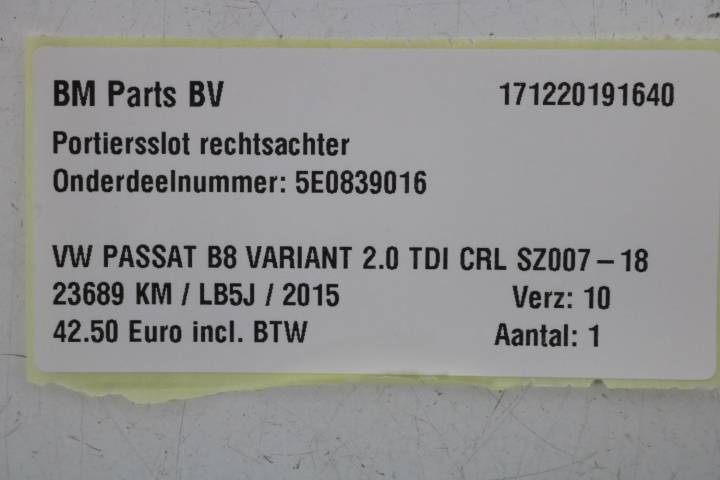 BM Parts BV 171220191640
Portiersslot rechtsachter
Onderdeelnummer: 5E0839016
VW PASSAT B8 VARIANT 2.0 TDI CRL SZ007-18
23689 KM / LB5J / 2015 Verz: 10
42.50 Euro incl. BTW Aantal: 1